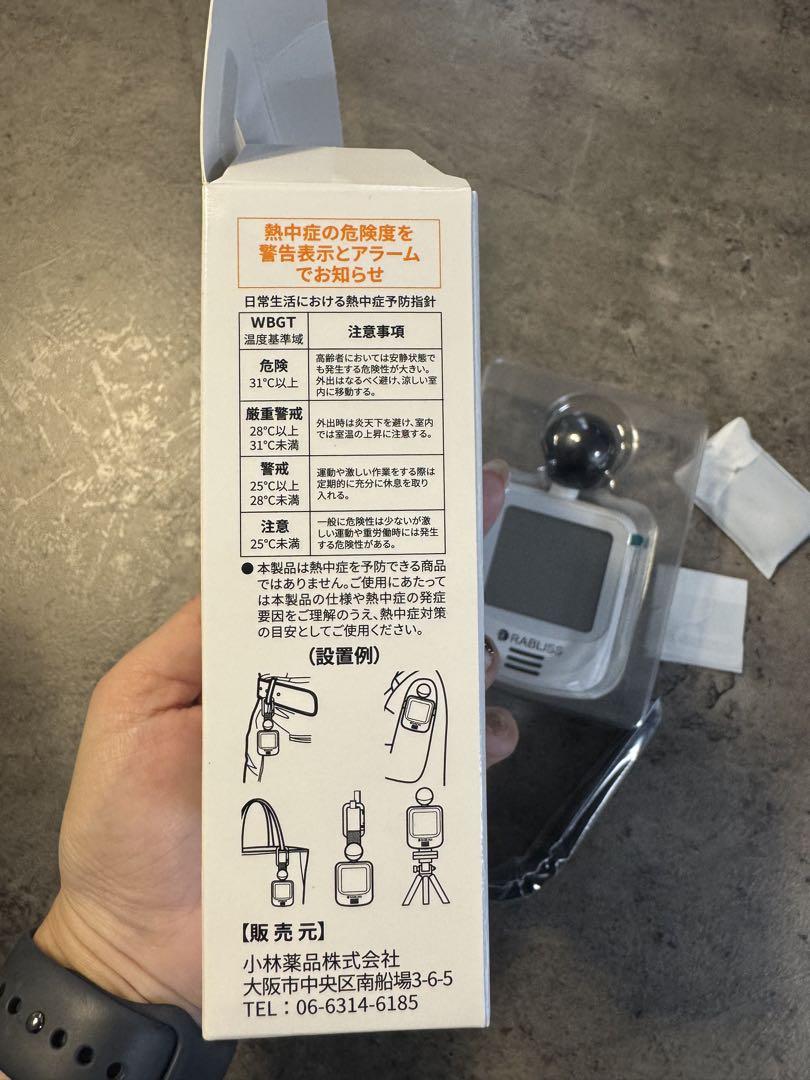 熱中症の危険度を
警告表示とアラーム
でお知らせ
日常生活における熱中症予防指針
WBGT
温度基準域
注意事項
危険
31℃以上
高齢者においては安静状態で
も発生する危険性が大きい。
外出はなるべく避け、涼しい室
内に移動する。
厳重警戒
28℃以上
31℃未満
外出時は炎天下を避け、室内
では室温の上昇に注意する。
警戒
25℃以上
28℃未満
運動や激しい作業をする際は
定期的に充分に休息を取り
入れる。
注意
25℃未満
一般に危険性は少ないが激
しい運動や重労働時には発生
する危険性がある。
●本製品は熱中症を予防できる商品
ではありません。ご使用にあたって
は本製品の仕様や熱中症の発症
要因をご理解のうえ、熱中症対策
の目安としてご使用ください。
（設置例）
【販売元】
小林薬品株式会社
大阪市中央区南船場3-6-5
TEL：06-6314-6185
RABLISS